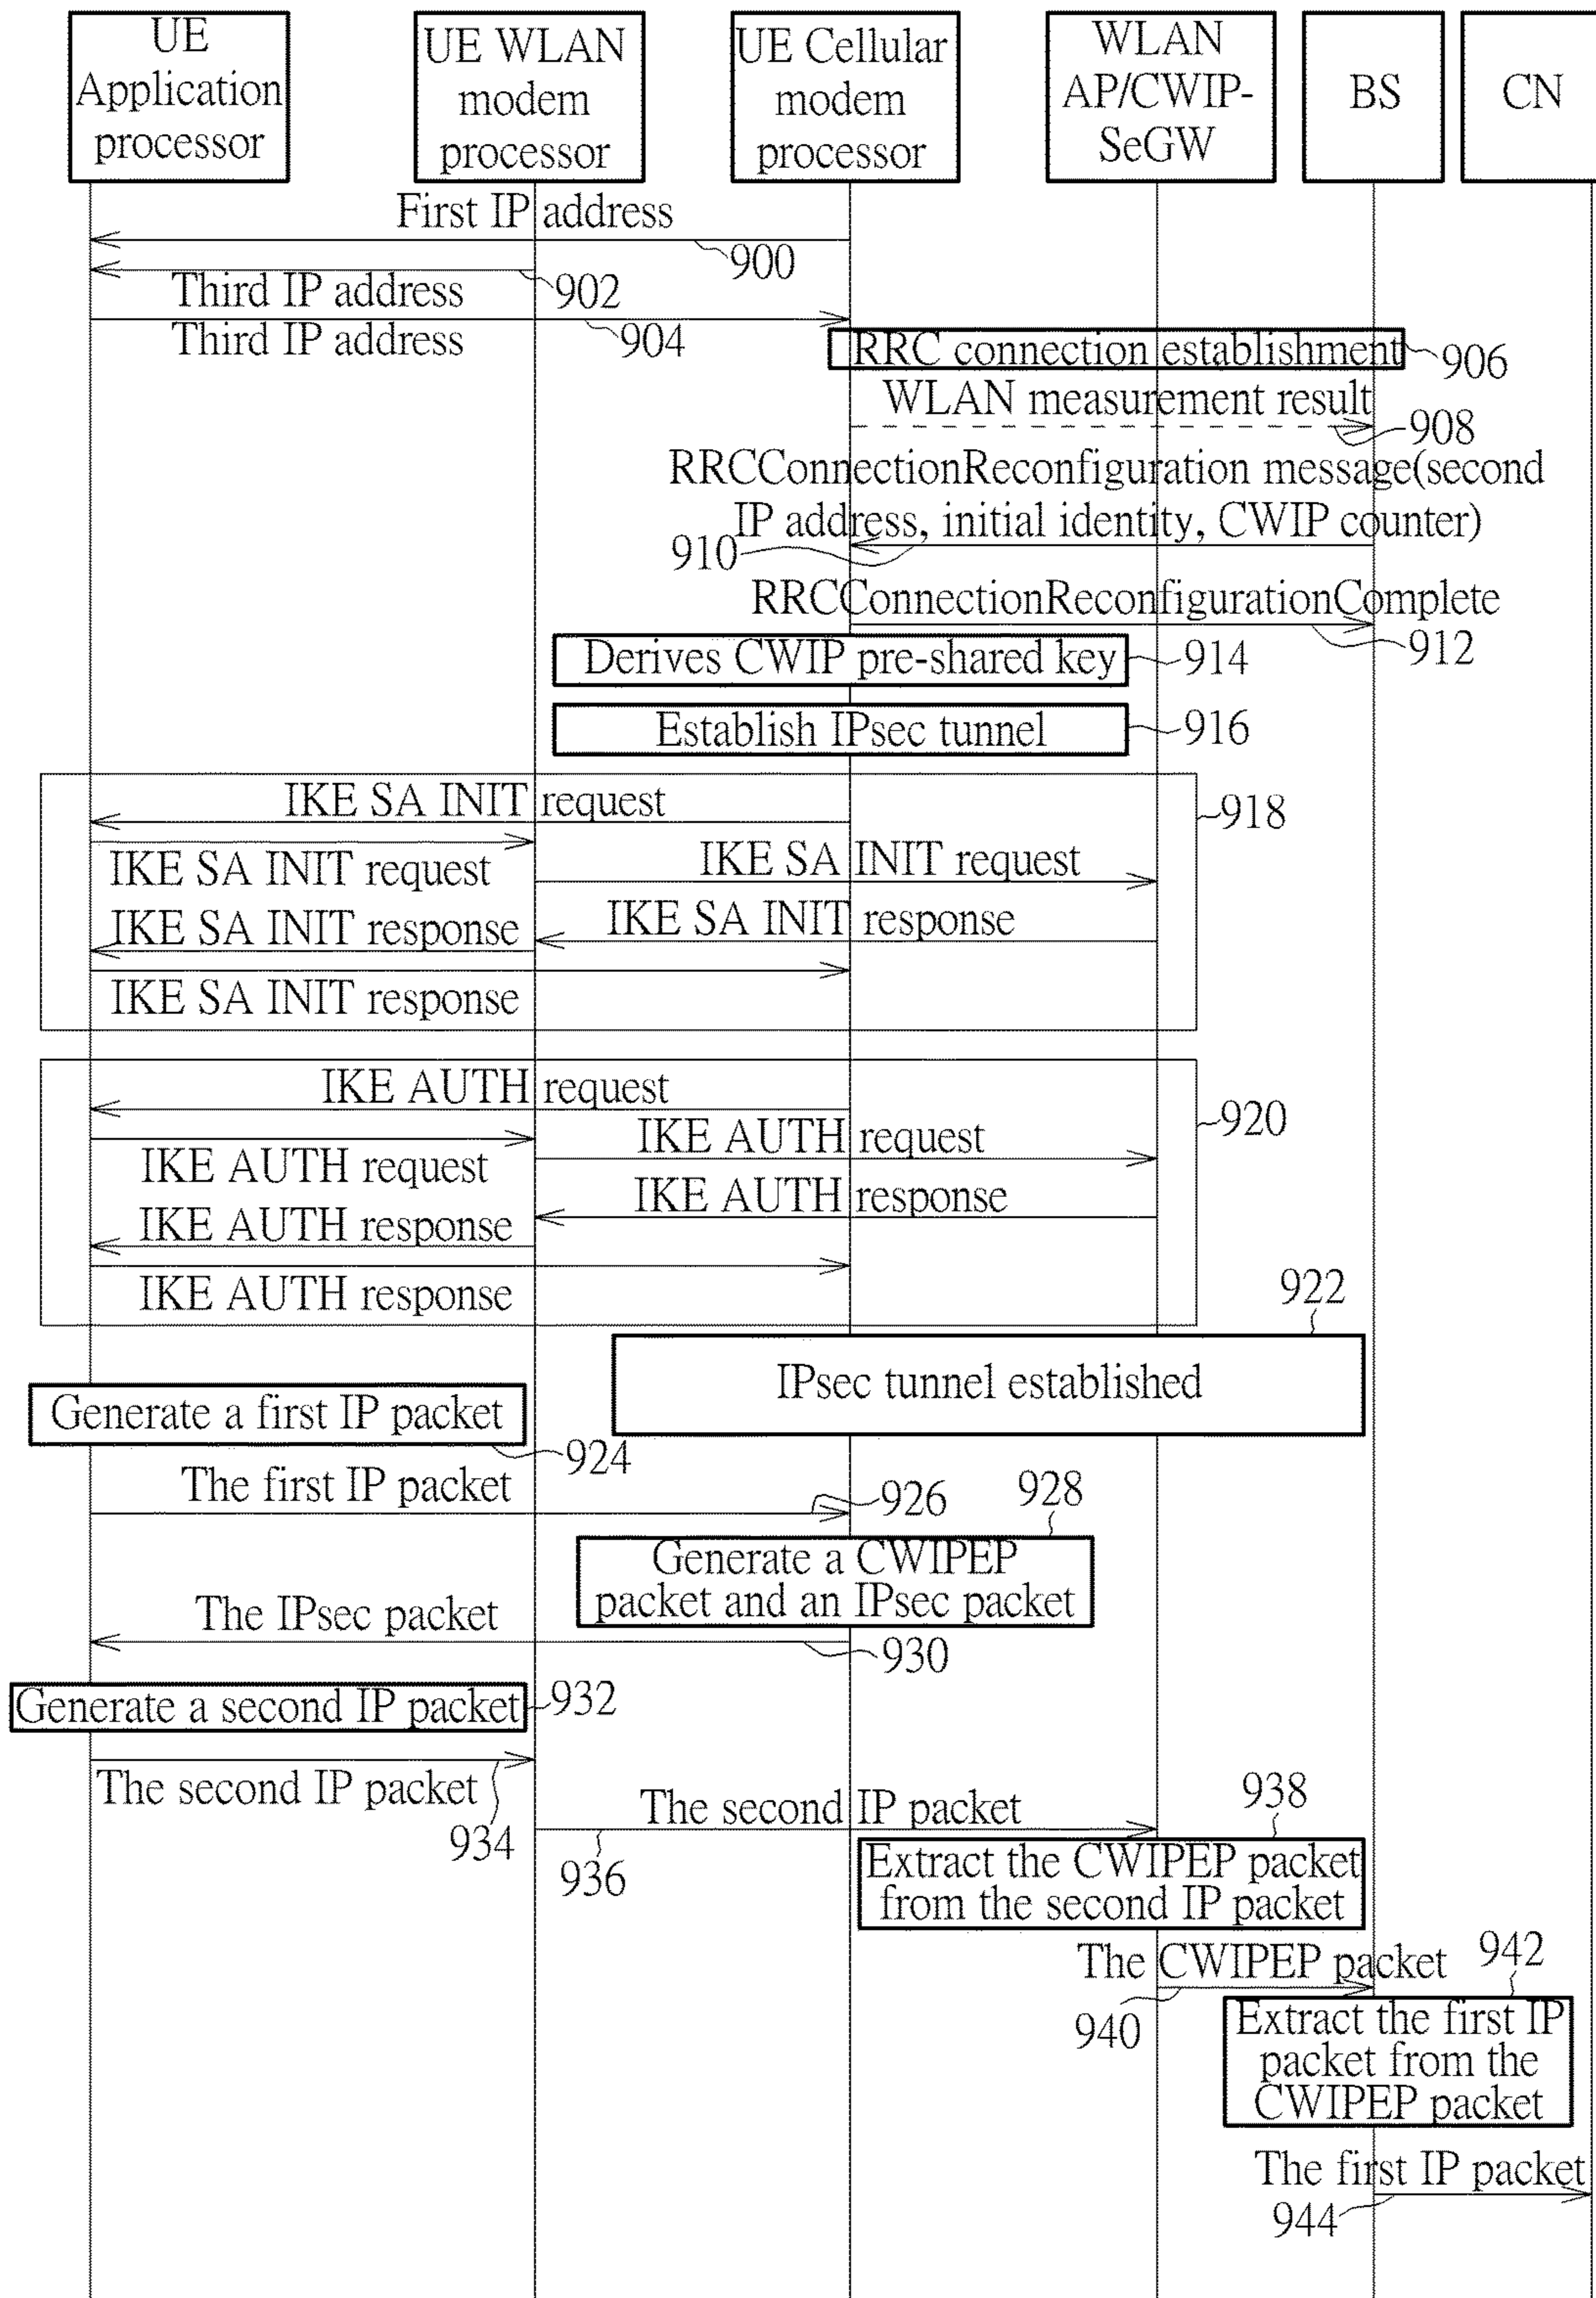 UE
Application
processor
UE WLAN
modem
processor
UE Cellular
modem
processor
WLAN
AP/CWIP-
SeGW
BS
CN
First IP address
900
Third IP address
902
Third IP address
904
RRC connection establishment
906
WLAN measurement result
908
RRCConnectionReconfiguration message(second
IP address, initial identity, CWIP counter)
910
RRCConnectionReconfigurationComplete
912
Derives CWIP pre-shared key
914
Establish IPsec tunnel
916
IKE SA INIT request
918
IKE SA INIT request
IKE SA INIT request
IKE SA INIT response
IKE SA INIT response
IKE SA INIT response
IKE AUTH request
920
IKE AUTH request
IKE AUTH request
IKE AUTH response
IKE AUTH response
IKE AUTH response
922
IPsec tunnel established
Generate a first IP packet
924
The first IP packet
926
928
Generate a CWIPEP
packet and an IPsec packet
The IPsec packet
930
Generate a second IP packet
932
The second IP packet
934
The second IP packet
936
938
Extract the CWIPEP packet
from the second IP packet
The CWIPEP packet
940
942
Extract the first IP
packet from the
CWIPEP packet
The first IP packet
944